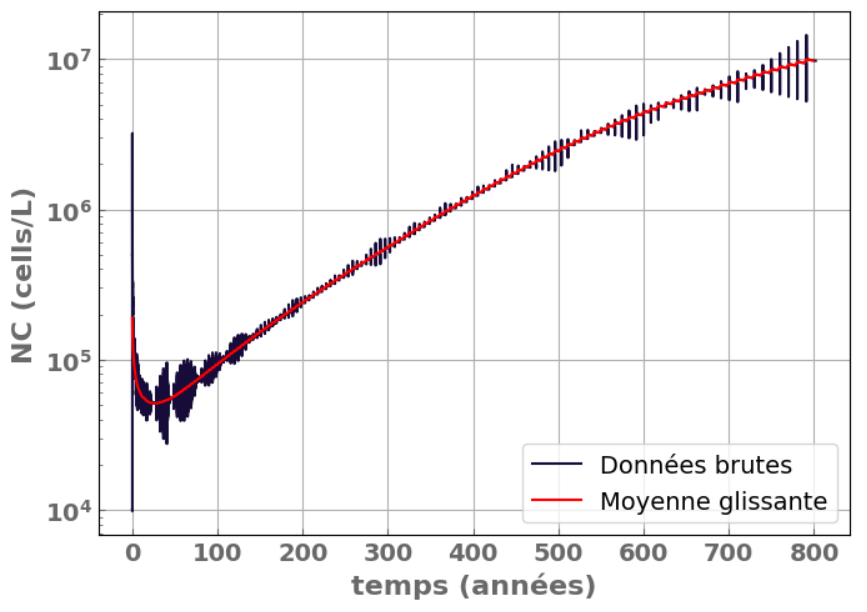 NC (cells/L)
10⁷
10⁶
10⁵
10⁴
Données brutes
Moyenne glissante
0 100 200 300 400 500 600 700 800
temps (années)